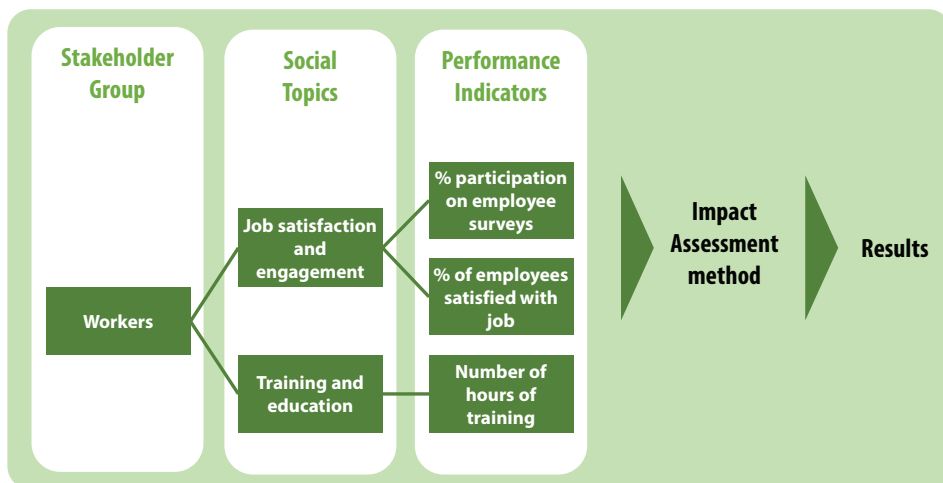 Stakeholder
Group
Social
Topics
Performance
Indicators
Workers
Job satisfaction
and
engagement
Training and
education
% participation
on employee
surveys
% of employees
satisfied with
job
Number of
hours of
training
Impact
Assessment
method
Results